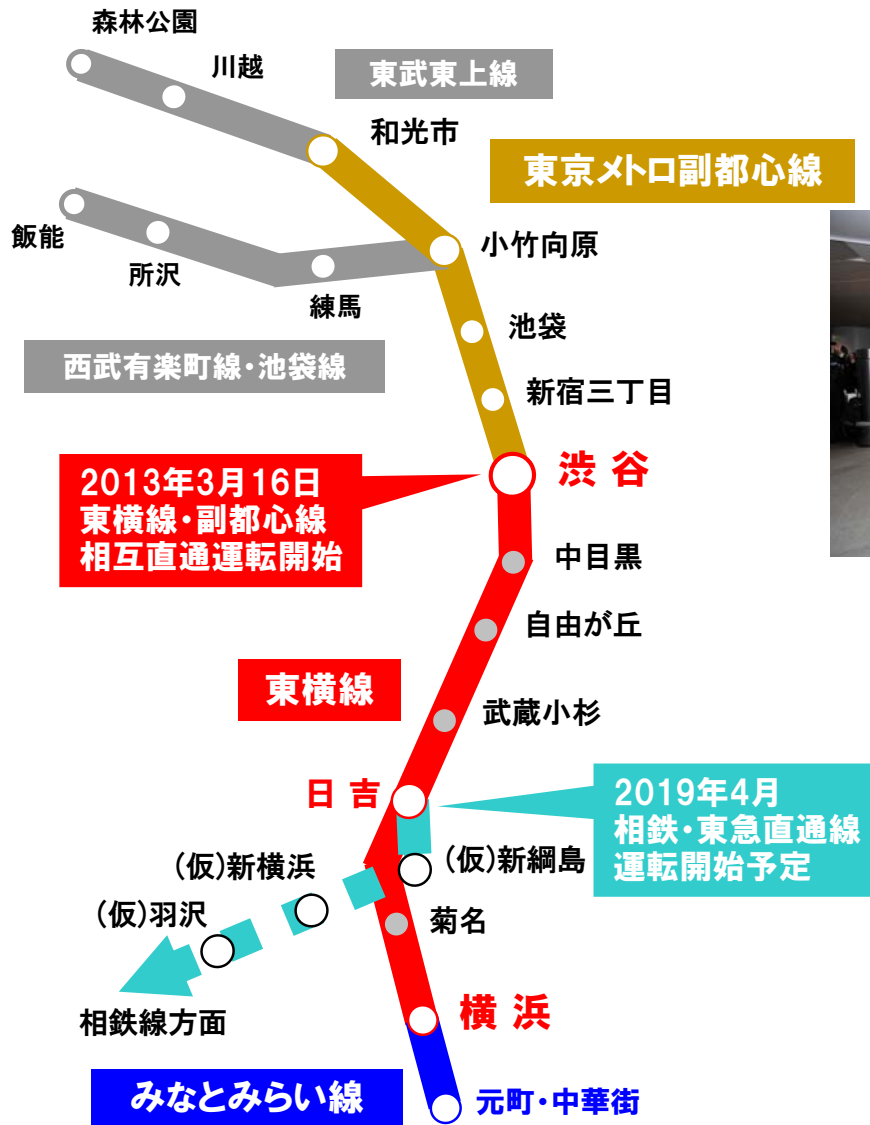 森林公園
川越
東武東上線
和光市
東京メトロ副都心線
飯能
所沢
練馬
小竹向原
池袋
西武有楽町線・池袋線
新宿三丁目
渋谷
2013年3月16日
東横線・副都心線
相互直通運転開始
中目黒
自由が丘
東横線
武蔵小杉
日吉
2019年4月
相鉄・東急直通線
運転開始予定
(仮)新横浜
(仮)新綱島
(仮)羽沢
菊名
相鉄線方面
横浜
みなとみらい線
元町・中華街